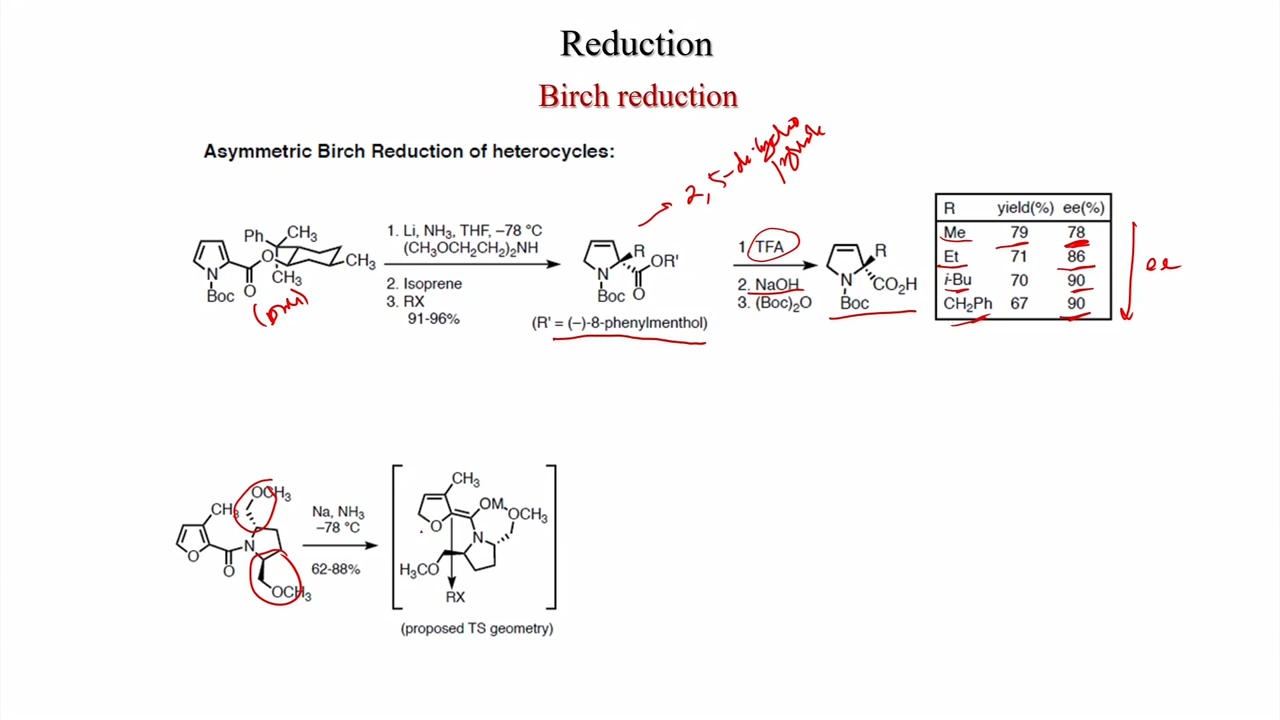 Reduction
Birch reduction
Asymmetric Birch Reduction of heterocycles:
2, 5-dihydro
Ph CH3
O CH3
CH3
N O
Boc
1. Li, NH3, THF, –78 °C
(CH3OCH2CH2)2NH
2. Isoprene
3. RX
91-96%
R
N OR'
Boc O
(R' = (–)-8-phenylmenthol)
1. TFA
2. NaOH
3. (Boc)2O
R
N CO2H
Boc
R yield(%) ee(%)
Me 79 78
Et 71 86
i-Bu 70 90
CH2Ph 67 90
ee
OCH3
CH3
N
O
O
OCH3
Na, NH3
–78 °C
62-88%
CH3
OM
OCH3
O
N
H3CO
RX
(proposed TS geometry)